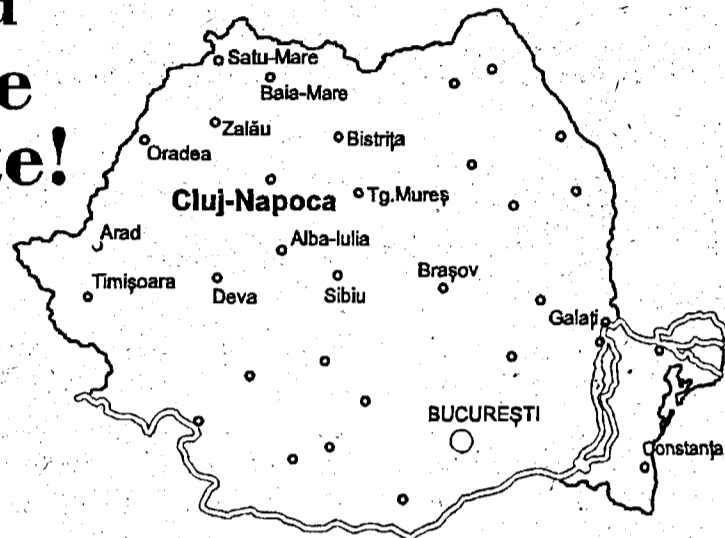 e!
Satu-Mare
Baia-Mare
Zalău
Oradea
Bistrița
Cluj-Napoca
Tg.Mureș
Arad
Alba-Iulia
Timișoara
Deva
Sibiu
Brașov
Galați
BUCUREȘTI
Constanța